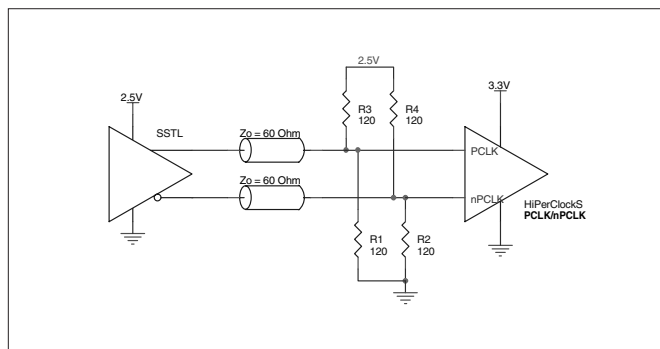 2.5V
2.5V
3.3V
R3
120
R4
120
SSTL
Zo = 60 Ohm
PCLK
Zo = 60 Ohm
nPCLK
HiPerClockS
PCLK/nPCLK
R1
120
R2
120